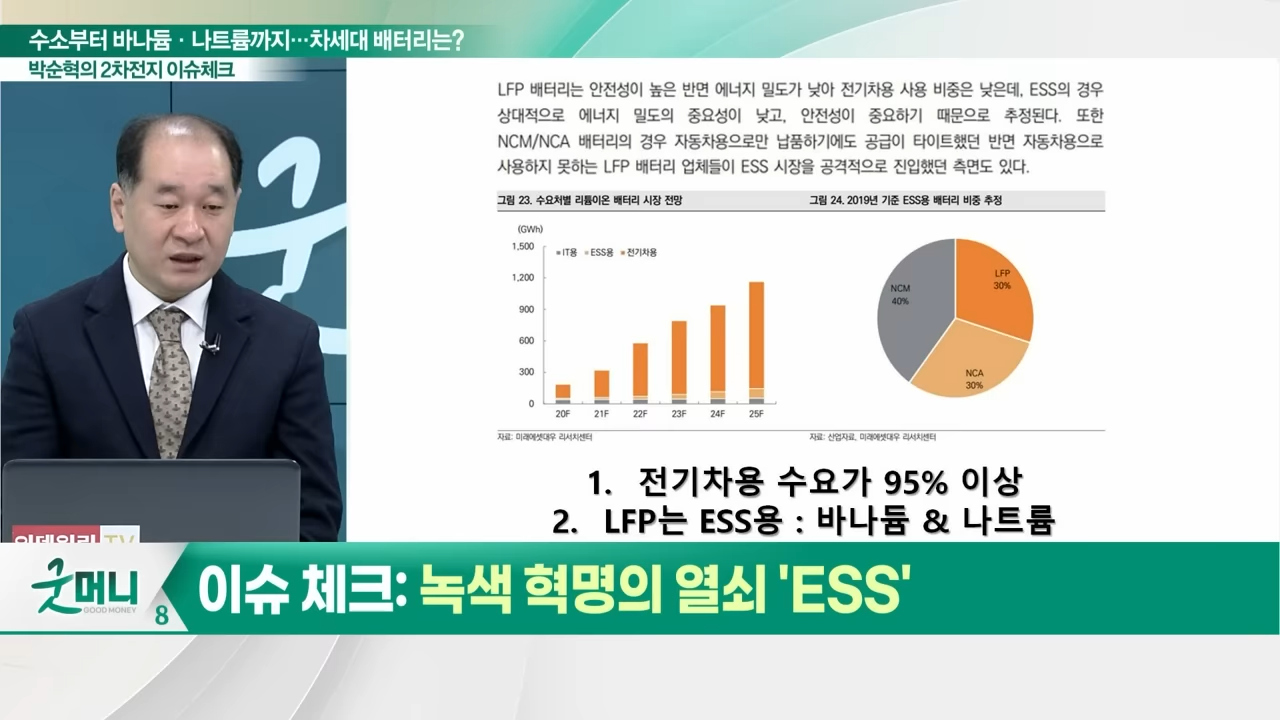 수소부터 바나듐 · 나트륨까지…차세대 배터리는?
박순혁의 2차전지 이슈체크
LFP 배터리는 안전성이 높은 반면 에너지 밀도가 낮아 전기차용 사용 비중은 낮은데, ESS의 경우
상대적으로 에너지 밀도의 중요성이 낮고, 안전성이 중요하기 때문으로 추정된다. 또한
NCM/NCA 배터리의 경우 자동차용으로만 납품하기에도 공급이 타이트했던 반면 자동차용으로
사용하지 못하는 LFP 배터리 업체들이 ESS 시장을 공격적으로 진입했던 측면도 있다.
그림 23. 수요처별 리튬이온 배터리 시장 전망
(GWh)
1,500
1,200
900
600
300
0
IT용 ESS용 전기차용
20F 21F 22F 23F 24F 25F
자료: 미래에셋대우 리서치센터
그림 24. 2019년 기준 ESS용 배터리 비중 추정
LFP
30%
NCM
40%
NCA
30%
자료: 산업자료, 미래에셋대우 리서치센터
1. 전기차용 수요가 95% 이상
2. LFP는 ESS용 : 바나듐 & 나트륨
굿머니
GOOD MONEY
8
이슈 체크: 녹색 혁명의 열쇠 'ESS'